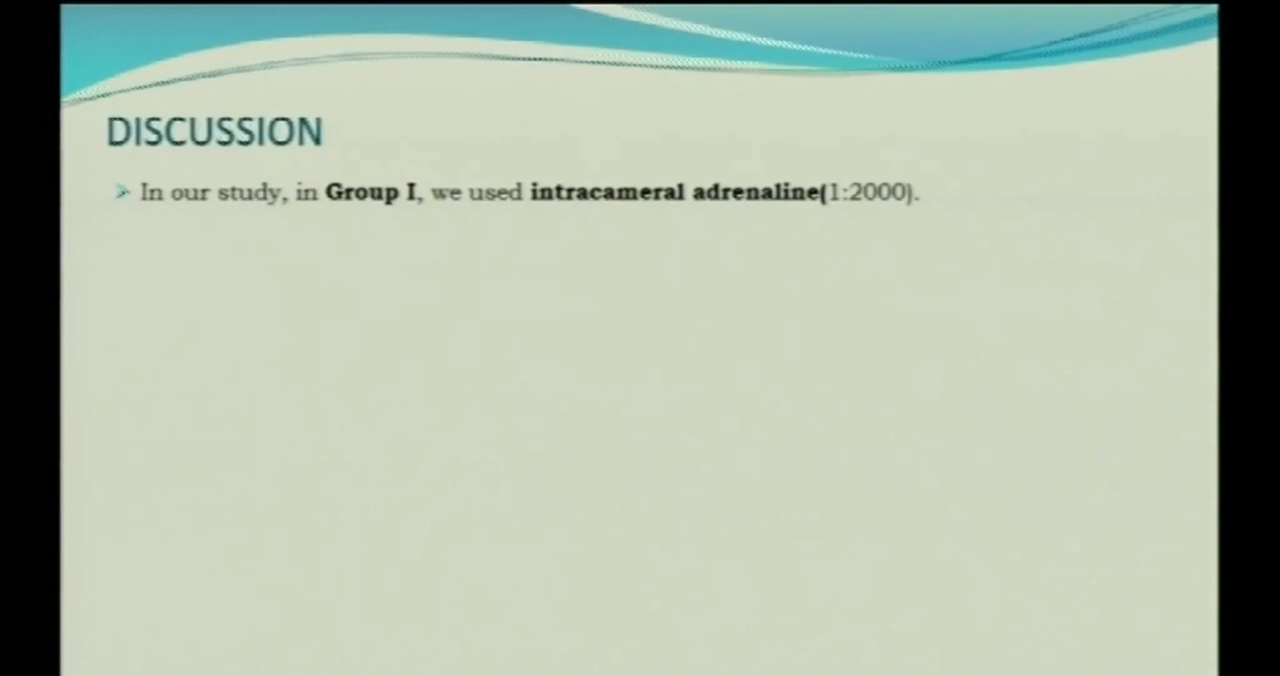 DISCUSSION
In our study, in Group I, we used intracameral adrenaline(1:2000).